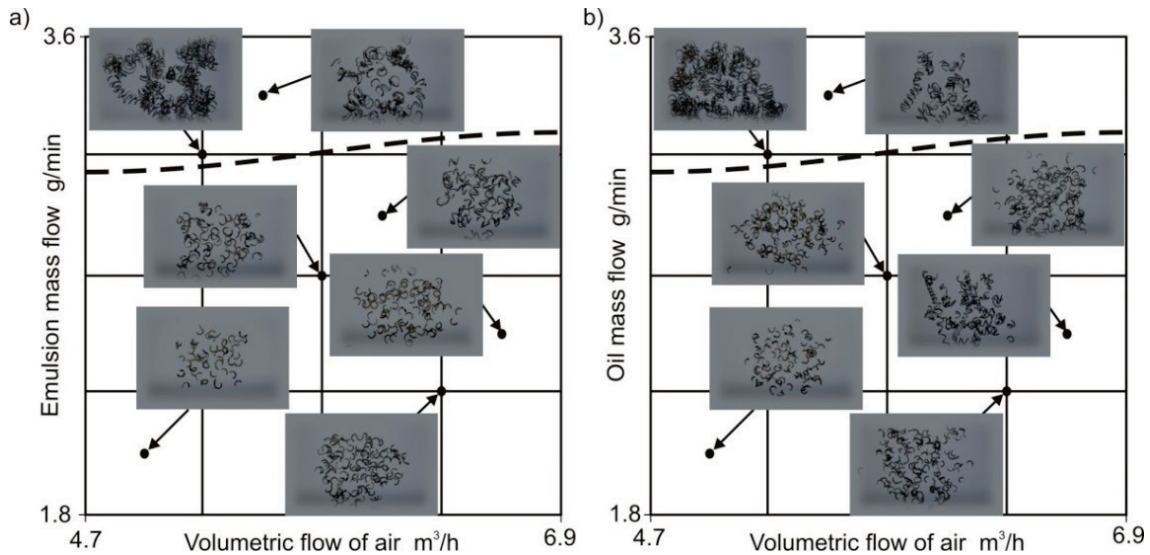 a)
3.6
Emulsion mass flow g/min
1.8
4.7
Volumetric flow of air m³/h
6.9
b)
3.6
Oil mass flow g/min
1.8
4.7
Volumetric flow of air m³/h
6.9